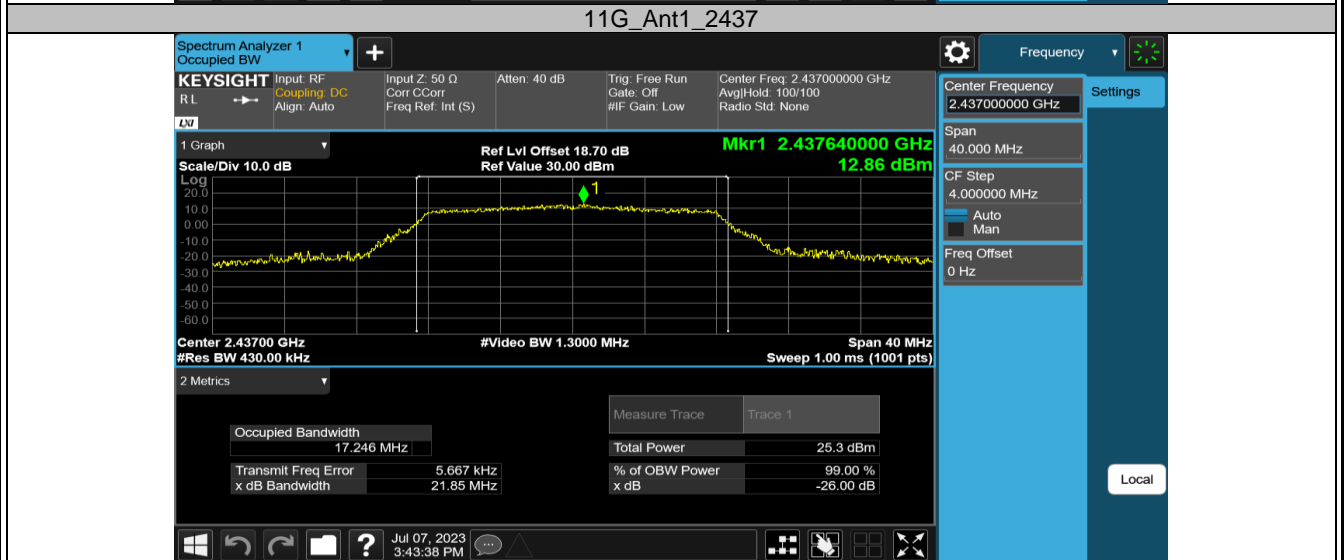 11G_Ant1_2437
Spectrum Analyzer 1
Occupied BW
+
Frequency
KEYSIGHT
Input: RF
Coupling: DC
Align: Auto
R L
LXI
Input Z: 50 Ω
Corr CCorr
Freq Ref: Int (S)
Atten: 40 dB
Trig: Free Run
Gate: Off
#IF Gain: Low
Center Freq: 2.437000000 GHz
Avg|Hold: 100/100
Radio Std: None
Center Frequency
2.437000000 GHz
Settings
Span
40.000 MHz
CF Step
4.000000 MHz
Auto
Man
Freq Offset
0 Hz
1 Graph
Scale/Div 10.0 dB
Ref Lvl Offset 18.70 dB
Ref Value 30.00 dBm
Mkr1 2.437640000 GHz
12.86 dBm
Log
20.0
10.0
0.00
-10.0
-20.0
-30.0
-40.0
-50.0
-60.0
1
Center 2.43700 GHz
#Res BW 430.00 kHz
#Video BW 1.3000 MHz
Span 40 MHz
Sweep 1.00 ms (1001 pts)
2 Metrics
Measure Trace
Trace 1
Occupied Bandwidth
17.246 MHz
Total Power 25.3 dBm
Transmit Freq Error 5.667 kHz
x dB Bandwidth 21.85 MHz
% of OBW Power 99.00 %
x dB -26.00 dB
Local
?
Jul 07, 2023
3:43:38 PM